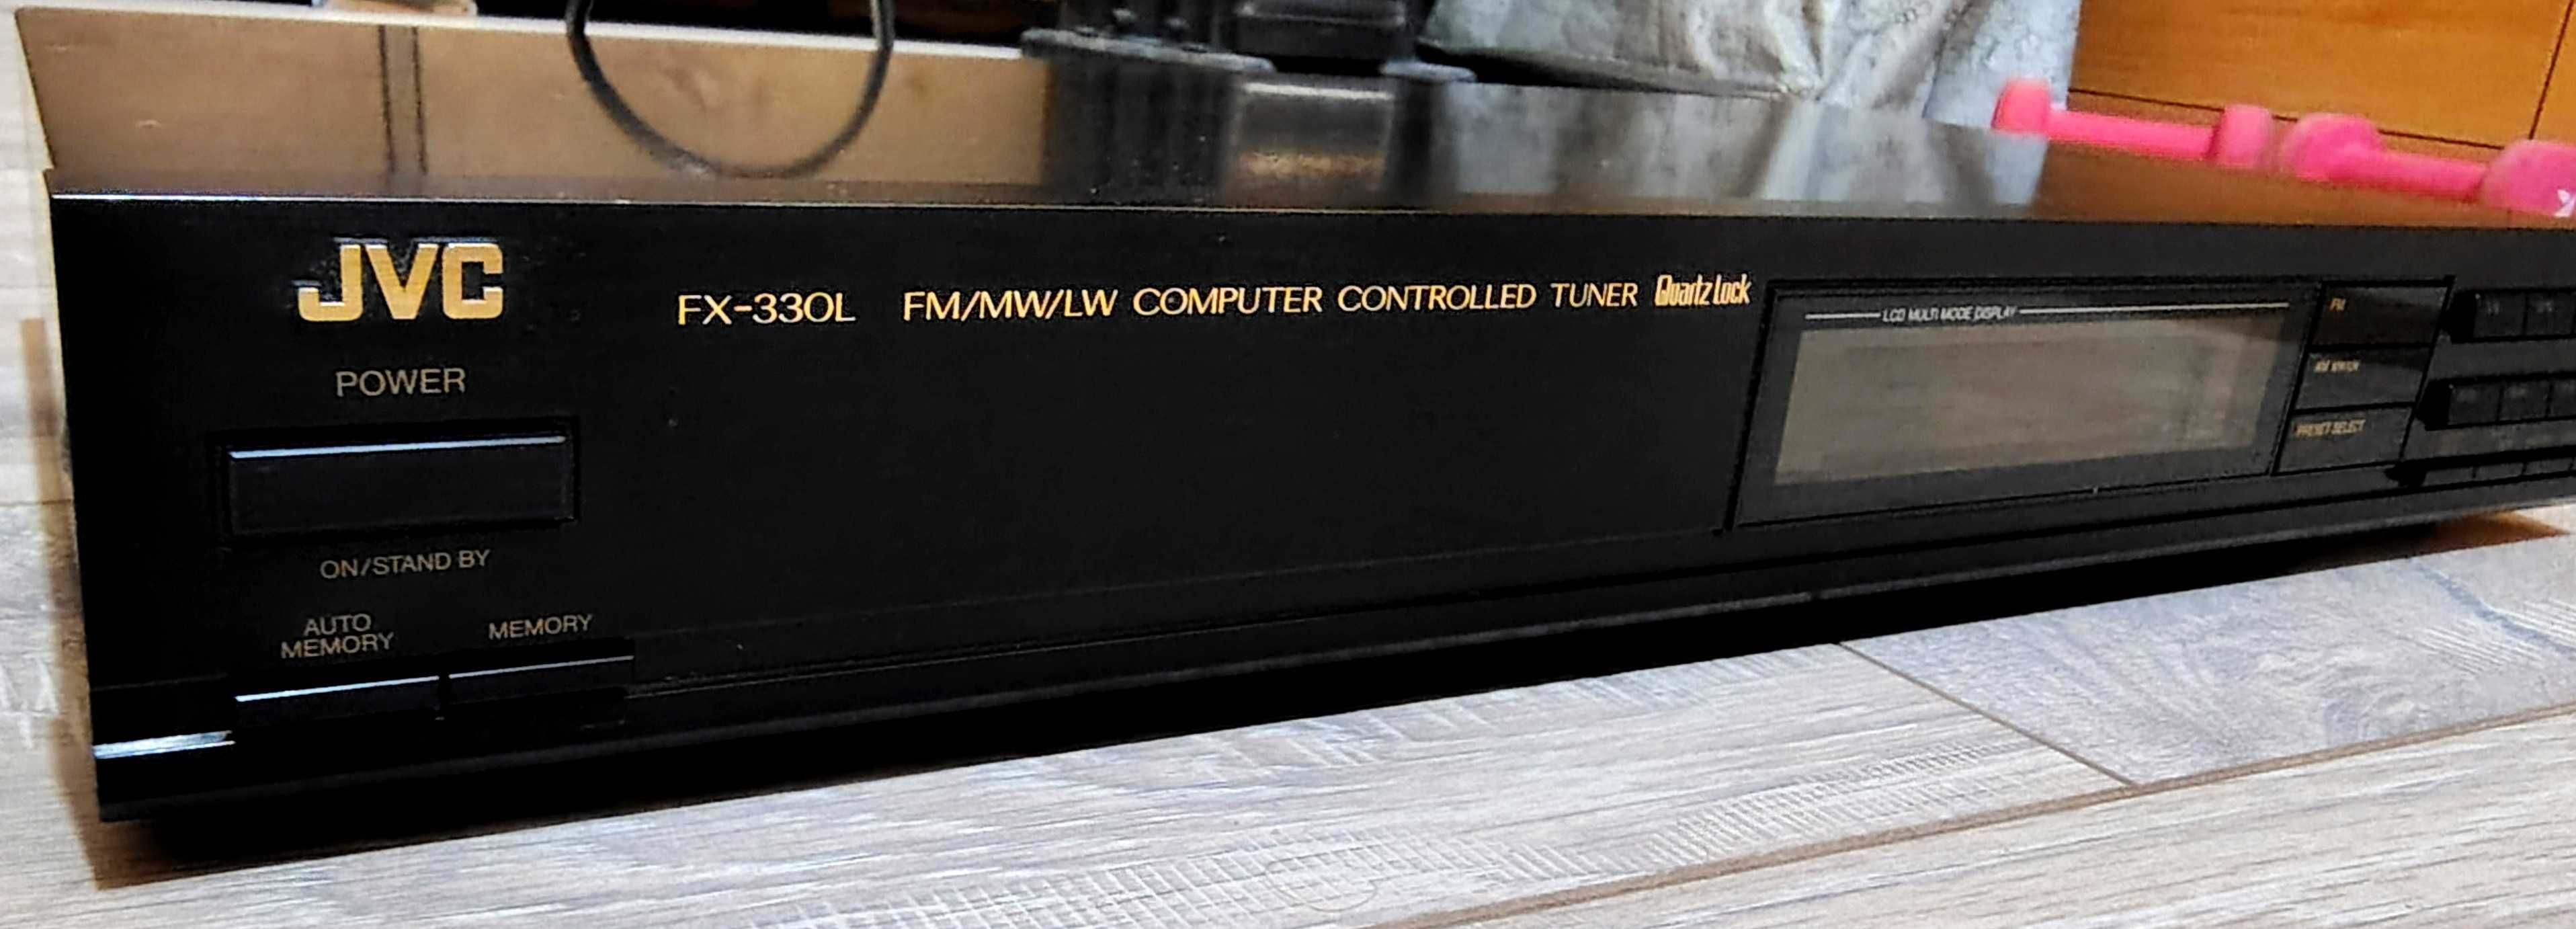 JVC
FX-330L FM/MW/LW COMPUTER CONTROLLED TUNER Quartz Lock
LCD MULTI MODE DISPLAY
FM
POWER
PRESET SELECT
ON/STAND BY
AUTO MEMORY
MEMORY